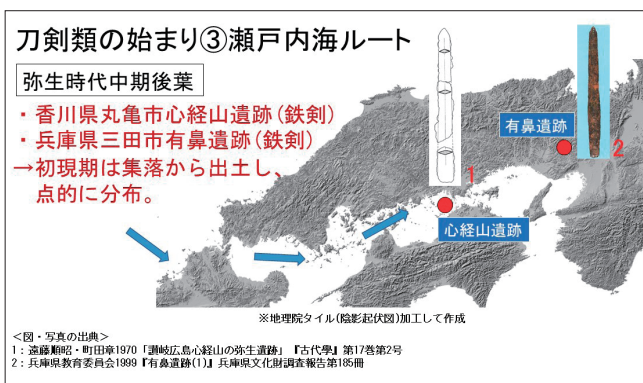 刀剣類の始まり③瀬戸内海ルート
弥生時代中期後葉
・香川県丸亀市心経山遺跡(鉄剣)
・兵庫県三田市有鼻遺跡(鉄剣)
→初現期は集落から出土し、
点的に分布。
有鼻遺跡
2
1
心経山遺跡
※地理院タイル(陰影起伏図)加工して作成
<図・写真の出典>
1:遠藤順昭・町田章1970「讃岐広島心経山の弥生遺跡」『古代學』第17巻第2号
2:兵庫県教育委員会1999『有鼻遺跡(1)』兵庫県文化財調査報告第185冊